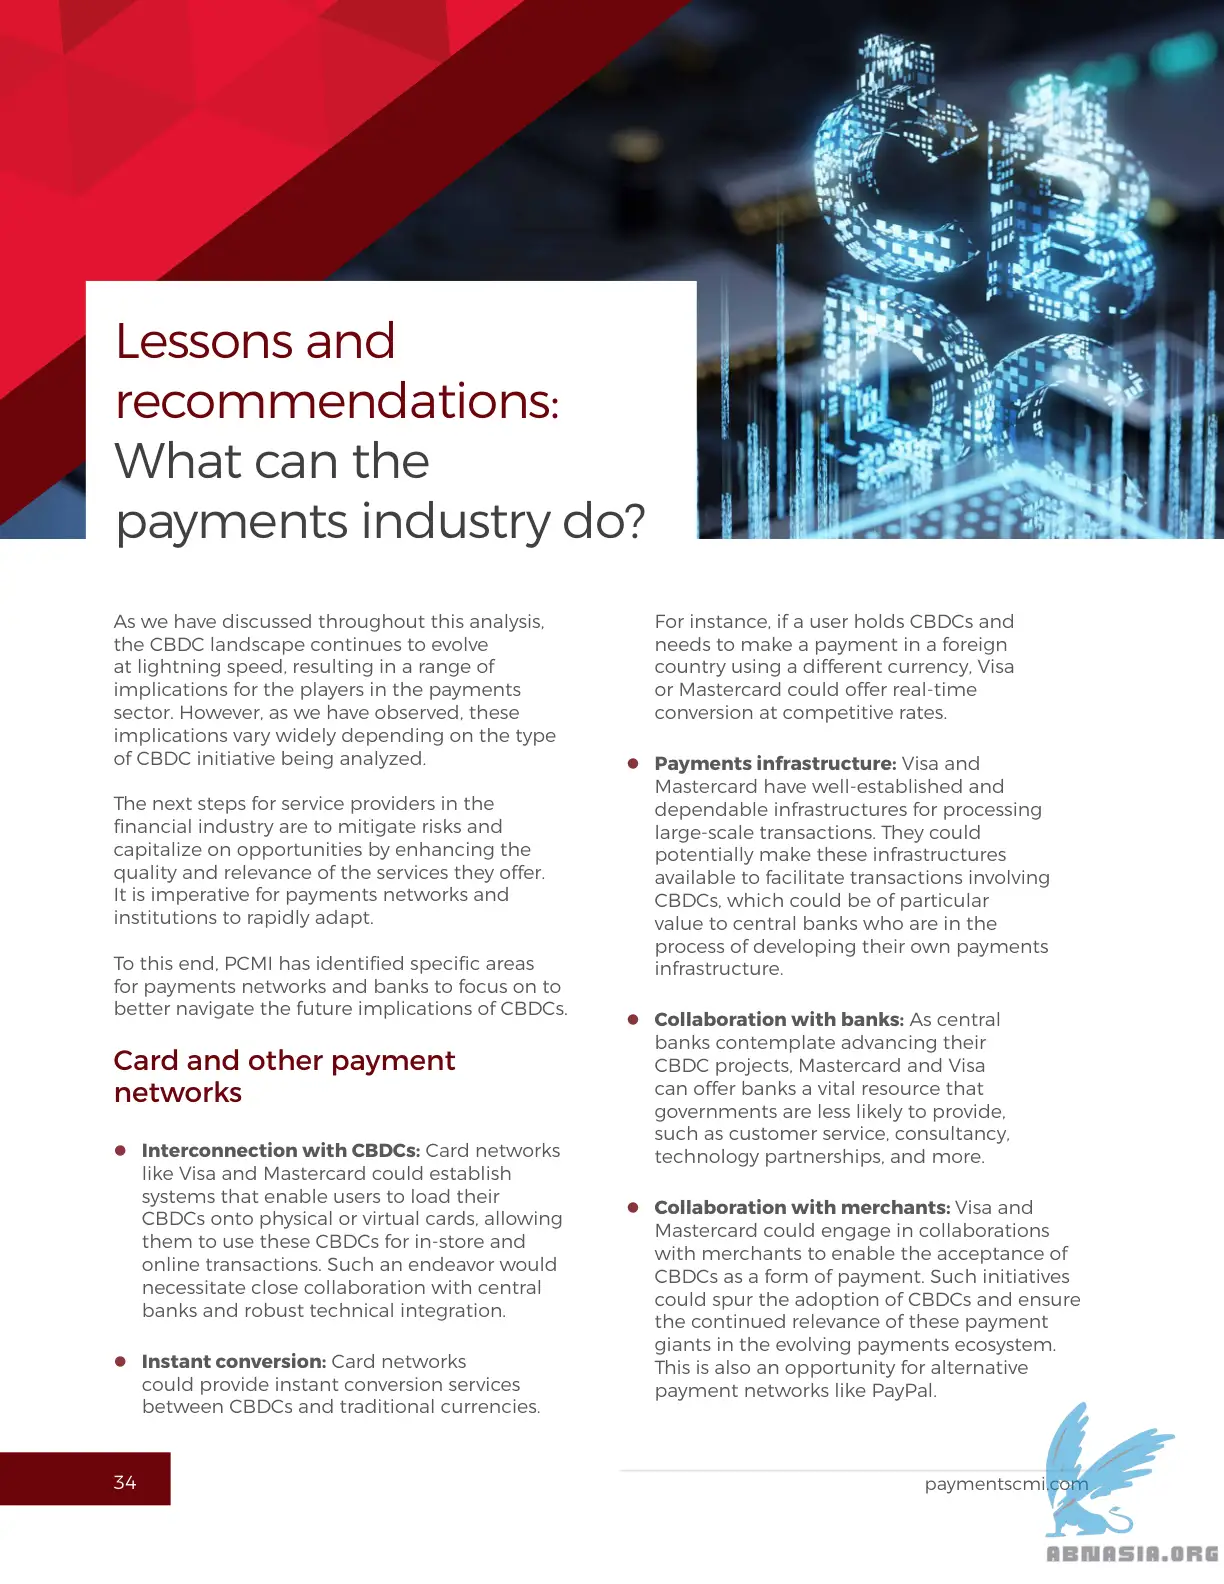 CB
DC
Lessons and
recommendations:
What can the
payments industry do?
As we have discussed throughout this analysis,
the CBDC landscape continues to evolve
at lightning speed, resulting in a range of
implications for the players in the payments
sector. However, as we have observed, these
implications vary widely depending on the type
of CBDC initiative being analyzed.
The next steps for service providers in the
financial industry are to mitigate risks and
capitalize on opportunities by enhancing the
quality and relevance of the services they offer.
It is imperative for payments networks and
institutions to rapidly adapt.
To this end, PCMI has identified specific areas
for payments networks and banks to focus on to
better navigate the future implications of CBDCs.
Card and other payment
networks
Interconnection with CBDCs: Card networks
like Visa and Mastercard could establish
systems that enable users to load their
CBDCs onto physical or virtual cards, allowing
them to use these CBDCs for in-store and
online transactions. Such an endeavor would
necessitate close collaboration with central
banks and robust technical integration.
Instant conversion: Card networks
could provide instant conversion services
between CBDCs and traditional currencies.
For instance, if a user holds CBDCs and
needs to make a payment in a foreign
country using a different currency, Visa
or Mastercard could offer real-time
conversion at competitive rates.
Payments infrastructure: Visa and
Mastercard have well-established and
dependable infrastructures for processing
large-scale transactions. They could
potentially make these infrastructures
available to facilitate transactions involving
CBDCs, which could be of particular
value to central banks who are in the
process of developing their own payments
infrastructure.
Collaboration with banks: As central
banks contemplate advancing their
CBDC projects, Mastercard and Visa
can offer banks a vital resource that
governments are less likely to provide,
such as customer service, consultancy,
technology partnerships, and more.
Collaboration with merchants: Visa and
Mastercard could engage in collaborations
with merchants to enable the acceptance of
CBDCs as a form of payment. Such initiatives
could spur the adoption of CBDCs and ensure
the continued relevance of these payment
giants in the evolving payments ecosystem.
This is also an opportunity for alternative
payment networks like PayPal.
34
paymentscmi.com
ABNASIA.ORG